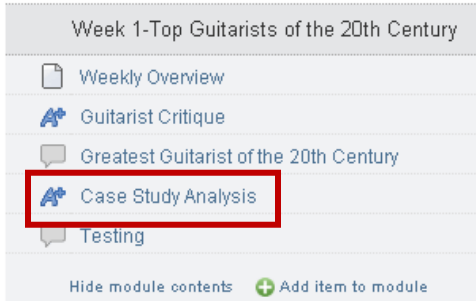 Week 1-Top Guitarists of the 20th Century
Weekly Overview
A+ Guitarist Critique
Greatest Guitarist of the 20th Century
A+ Case Study Analysis
Testing
Hide module contents Add item to module